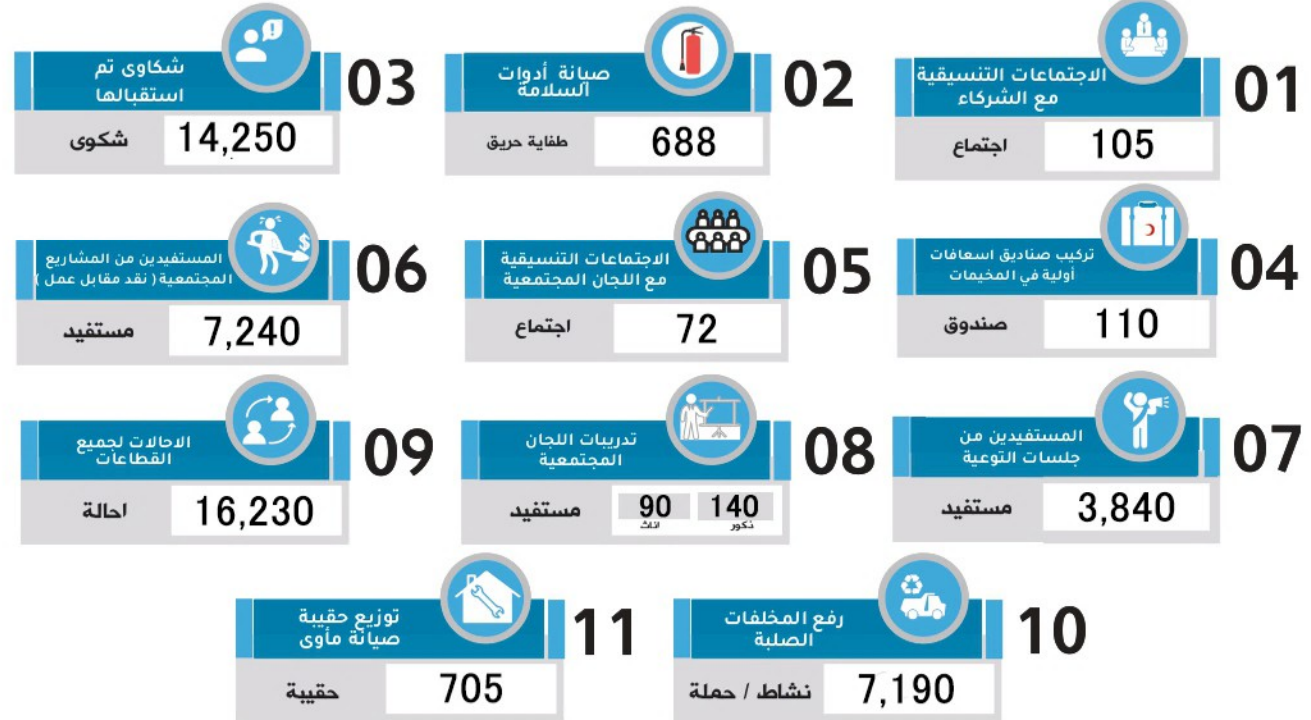 01
الاجتماعات التنسيقية
مع الشركاء
105
اجتماع
02
صيانة أدوات
السلامة
688
طفاية حريق
03
شكاوى تم
استقبالها
14,250
شكوى
04
تركيب صناديق اسعافات
أولية في المخيمات
110
صندوق
05
الاجتماعات التنسيقية
مع اللجان المجتمعية
72
اجتماع
06
المستفيدين من المشاريع
المجتمعية ( نقد مقابل عمل )
7,240
مستفيد
07
المستفيدين من
جلسات التوعية
3,840
مستفيد
08
تدريبات اللجان
المجتمعية
140 90 مستفيد
ذكور اناث
09
الاحالات لجميع
القطاعات
16,230
احالة
10
رفع المخلفات
الصلبة
7,190
نشاط / حملة
11
توزيع حقيبة
صيانة مأوى
705
حقيبة